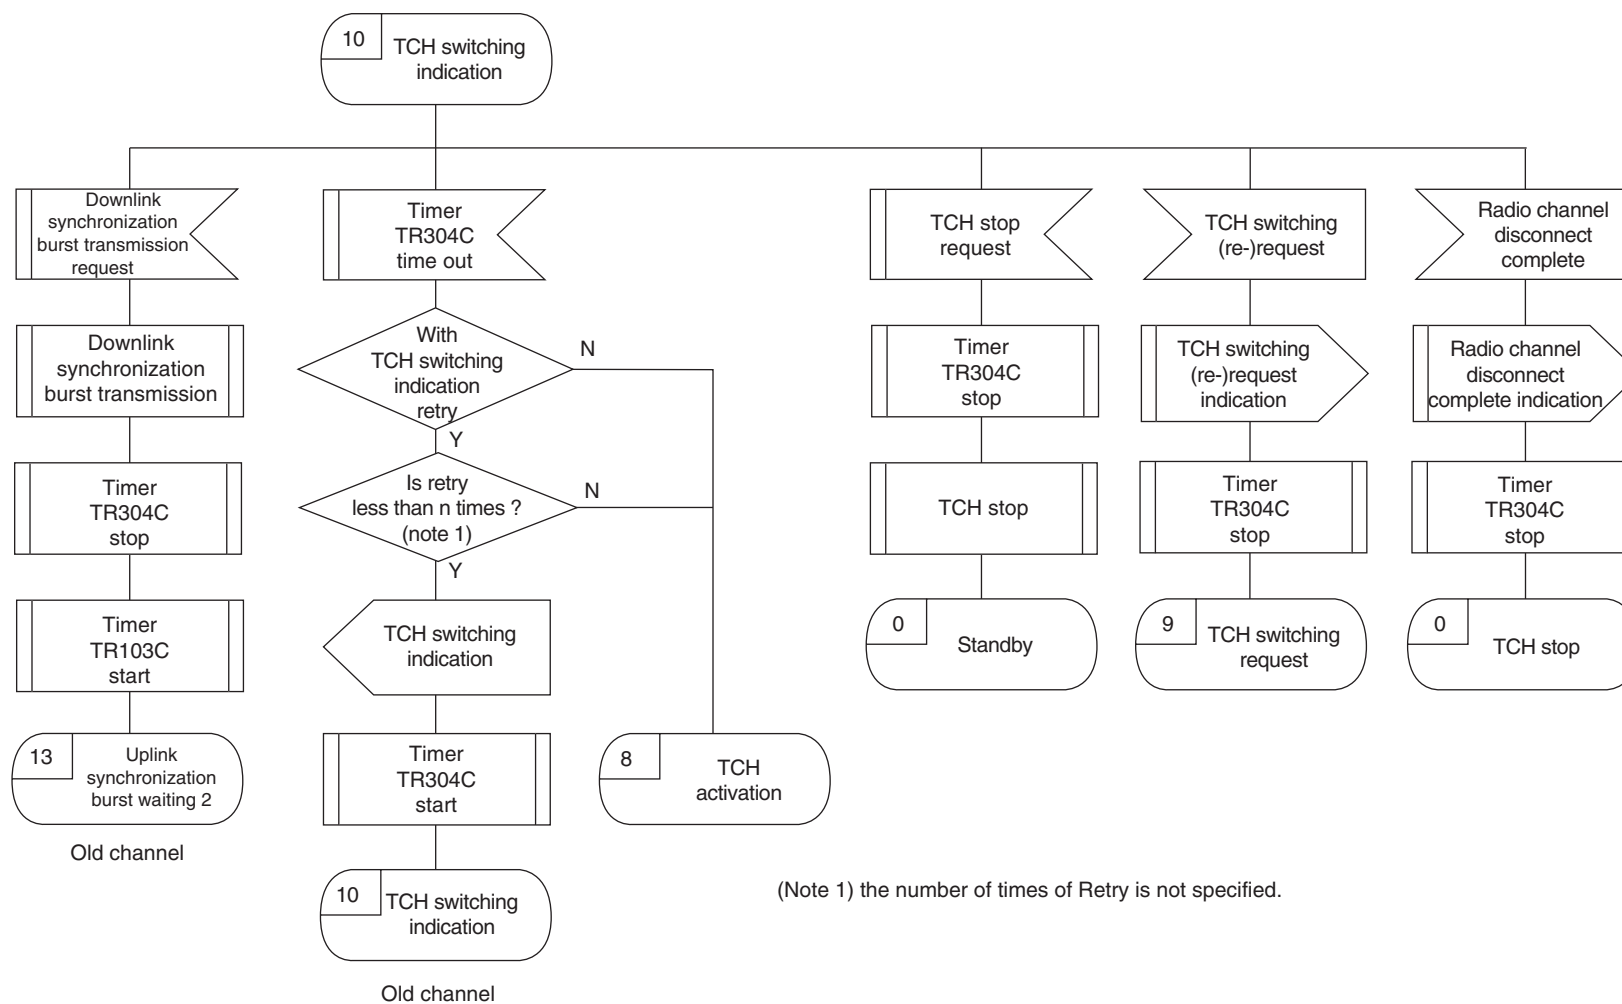 10
TCH switching
indication
Downlink
synchronization
burst transmission
request
Downlink
synchronization
burst transmission
Timer
TR304C
stop
Timer
TR103C
start
13
Uplink
synchronization
burst waiting 2
Old channel
Timer
TR304C
time out
With
TCH switching
indication
retry
N
Y
Is retry
less than n times ?
(note 1)
N
Y
TCH switching
indication
Timer
TR304C
start
10
TCH switching
indication
Old channel
8
TCH
activation
TCH stop
request
Timer
TR304C
stop
TCH stop
0
Standby
TCH switching
(re-)request
TCH switching
(re-)request
indication
Timer
TR304C
stop
9
TCH switching
request
Radio channel
disconnect
complete
Radio channel
disconnect
complete indication
Timer
TR304C
stop
0
TCH stop
(Note 1) the number of times of Retry is not specified.